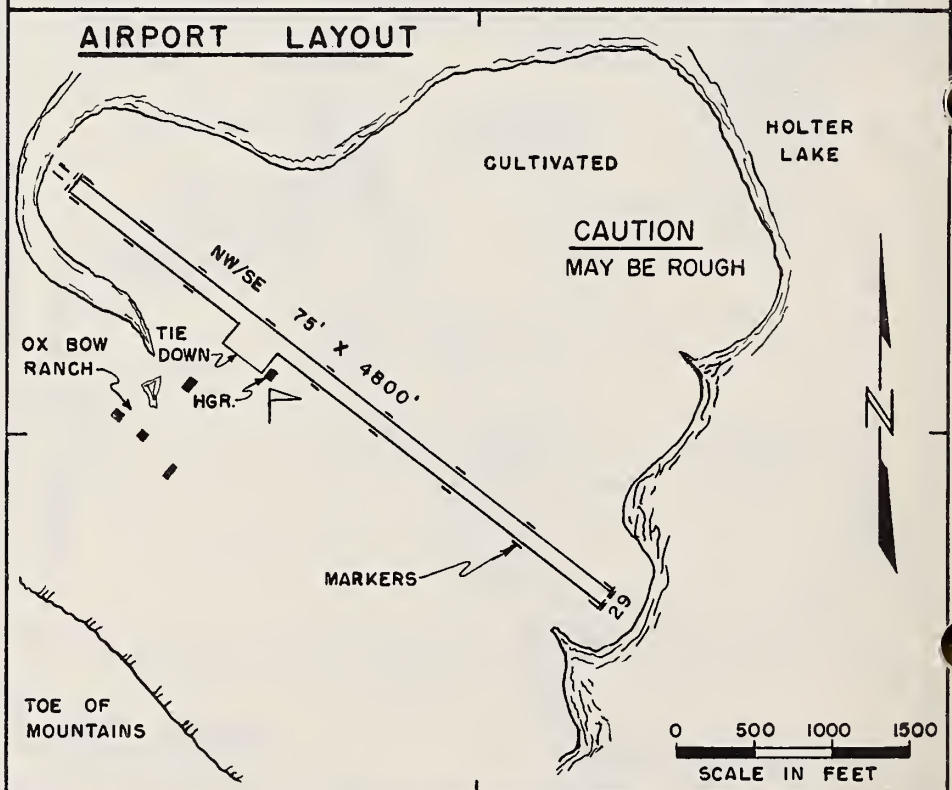 AIRPORT LAYOUT
HOLTER
LAKE
CULTIVATED
CAUTION
MAY BE ROUGH
NW/SE 75' X 4800'
OX BOW
RANCH
TIE
DOWN
HGR.
N
MARKERS
29
TOE OF
MOUNTAINS
0 500 1000 1500
SCALE IN FEET